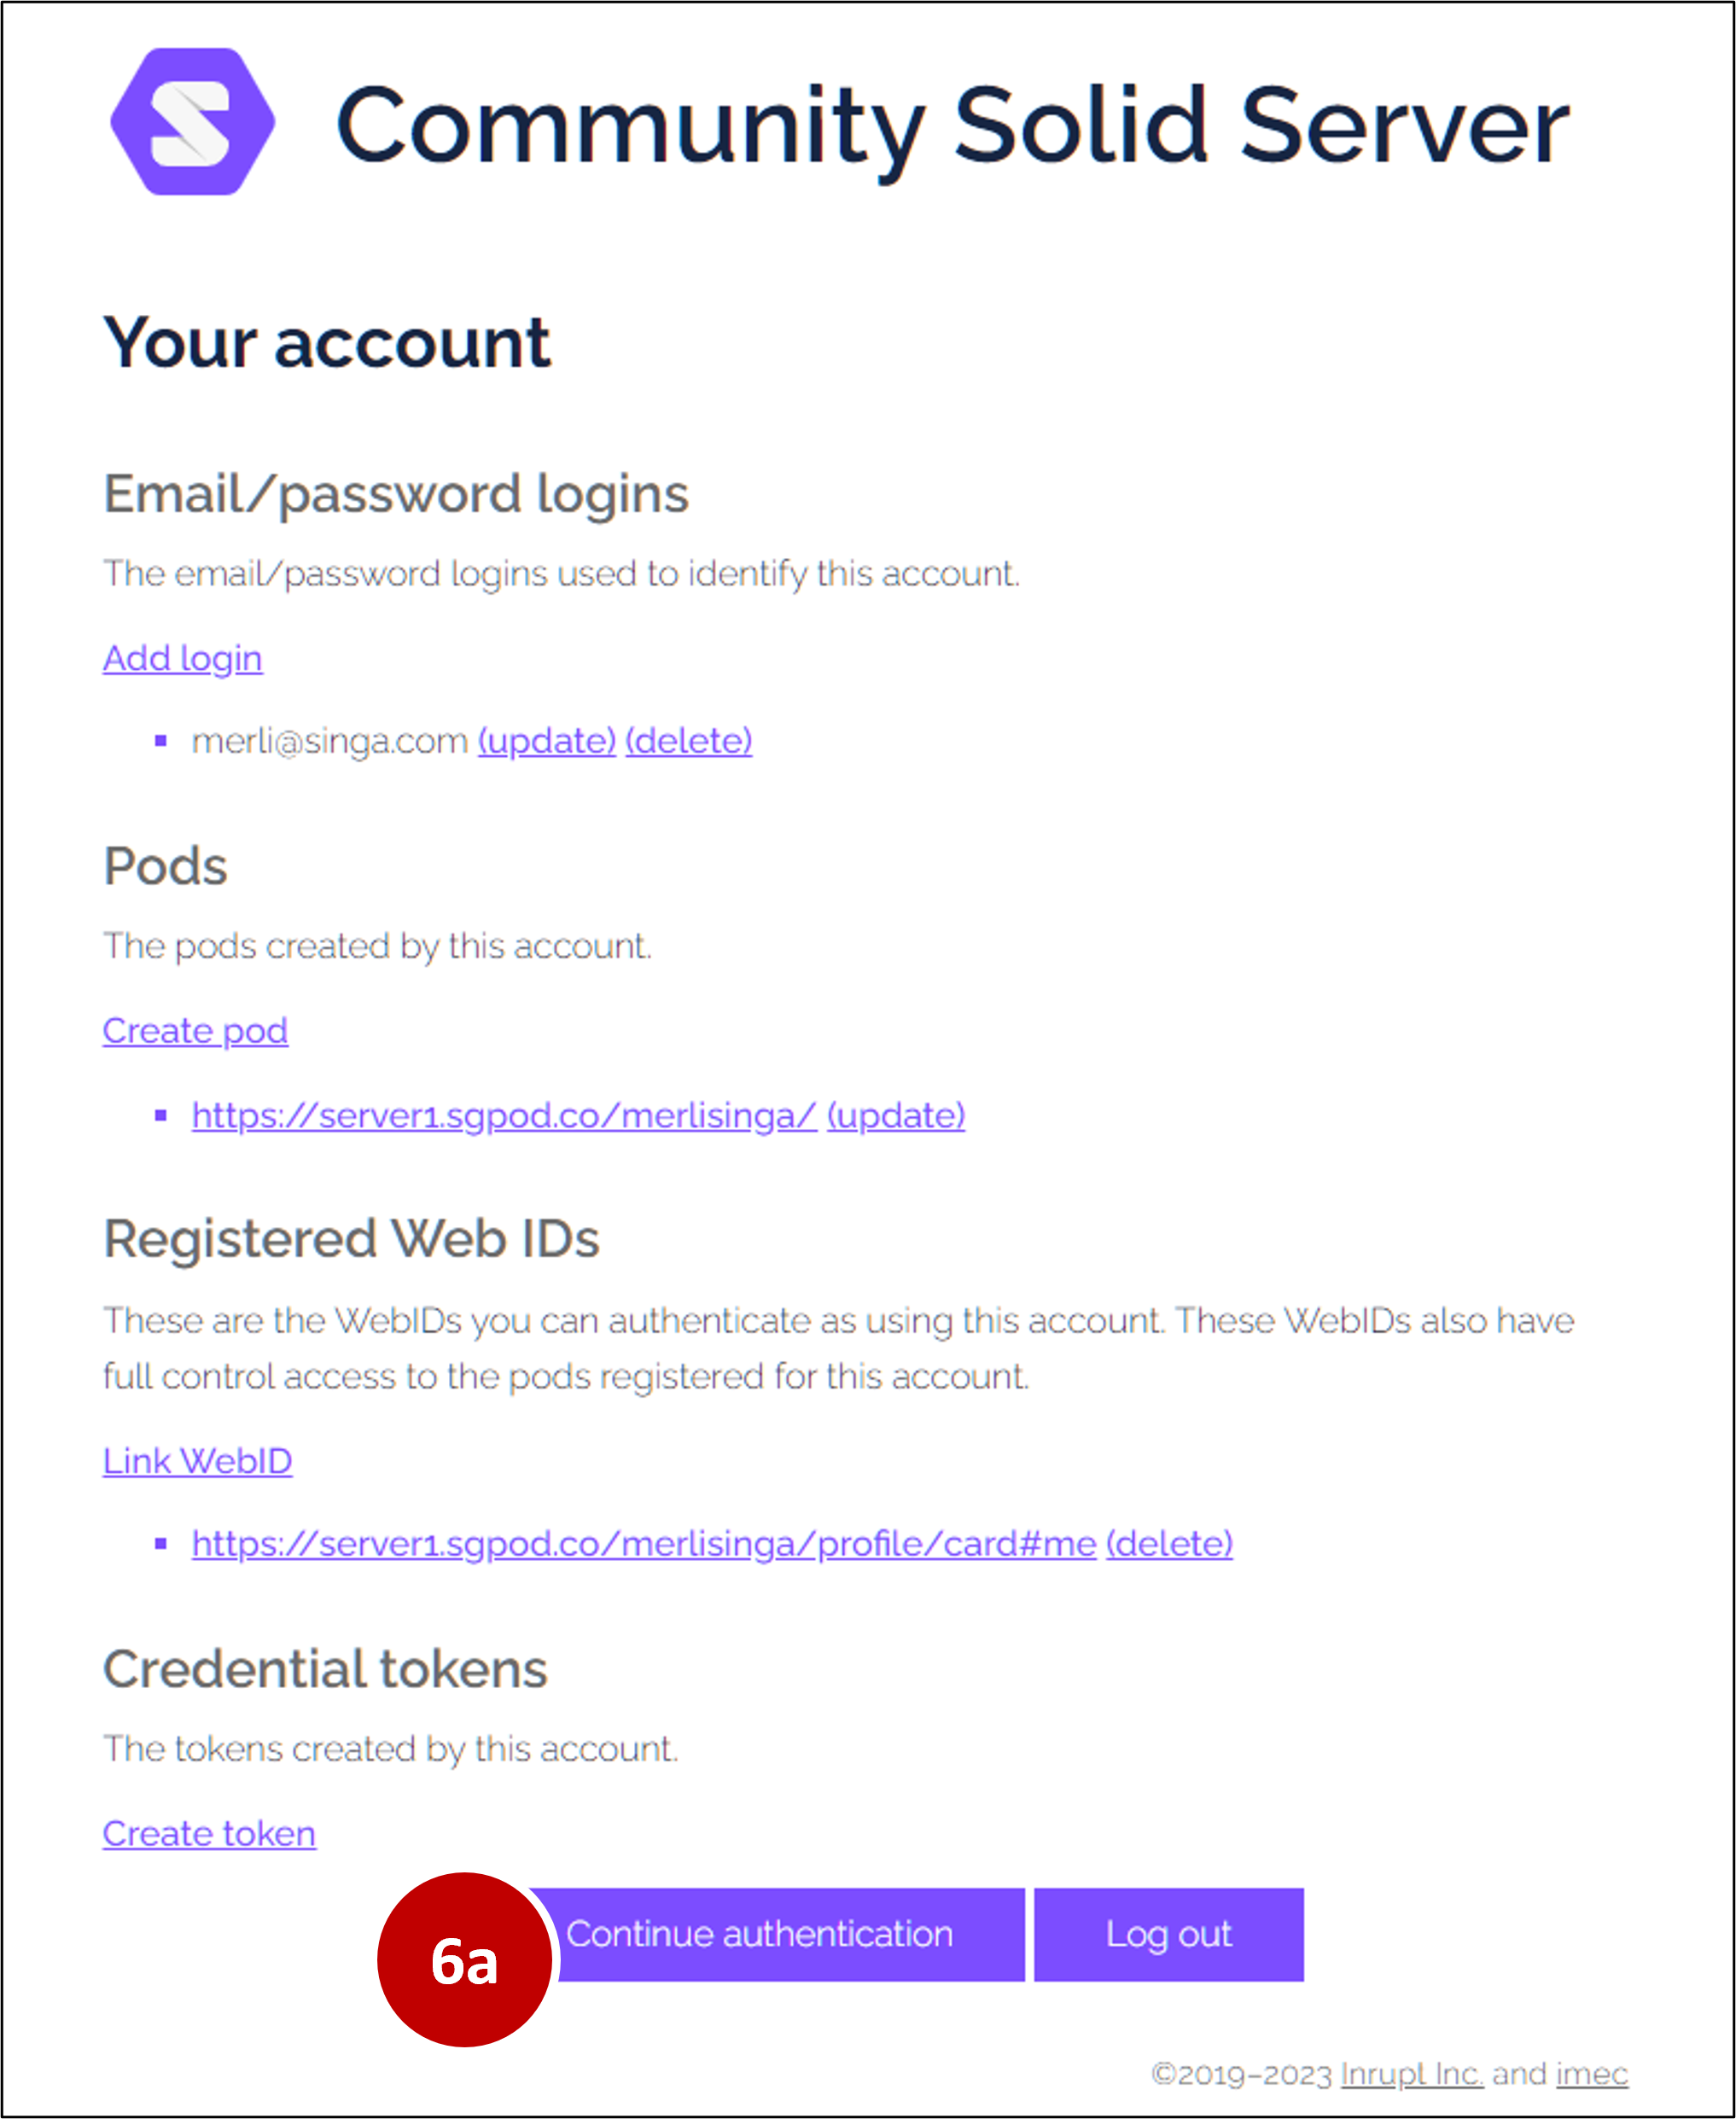 Community Solid Server
Your account
Email/password logins
The email/password logins used to identify this account.
Add login
merli@singa.com (update) (delete)
Pods
The pods created by this account.
Create pod
https://server1.sgpod.co/merlisinga/ (update)
Registered Web IDs
These are the WebIDs you can authenticate as using this account. These WebIDs also have
full control access to the pods registered for this account.
Link WebID
https://server1.sgpod.co/merlisinga/profile/card#me (delete)
Credential tokens
The tokens created by this account.
Create token
6a Continue authentication Log out
©2019–2023 Inrupt Inc. and imec